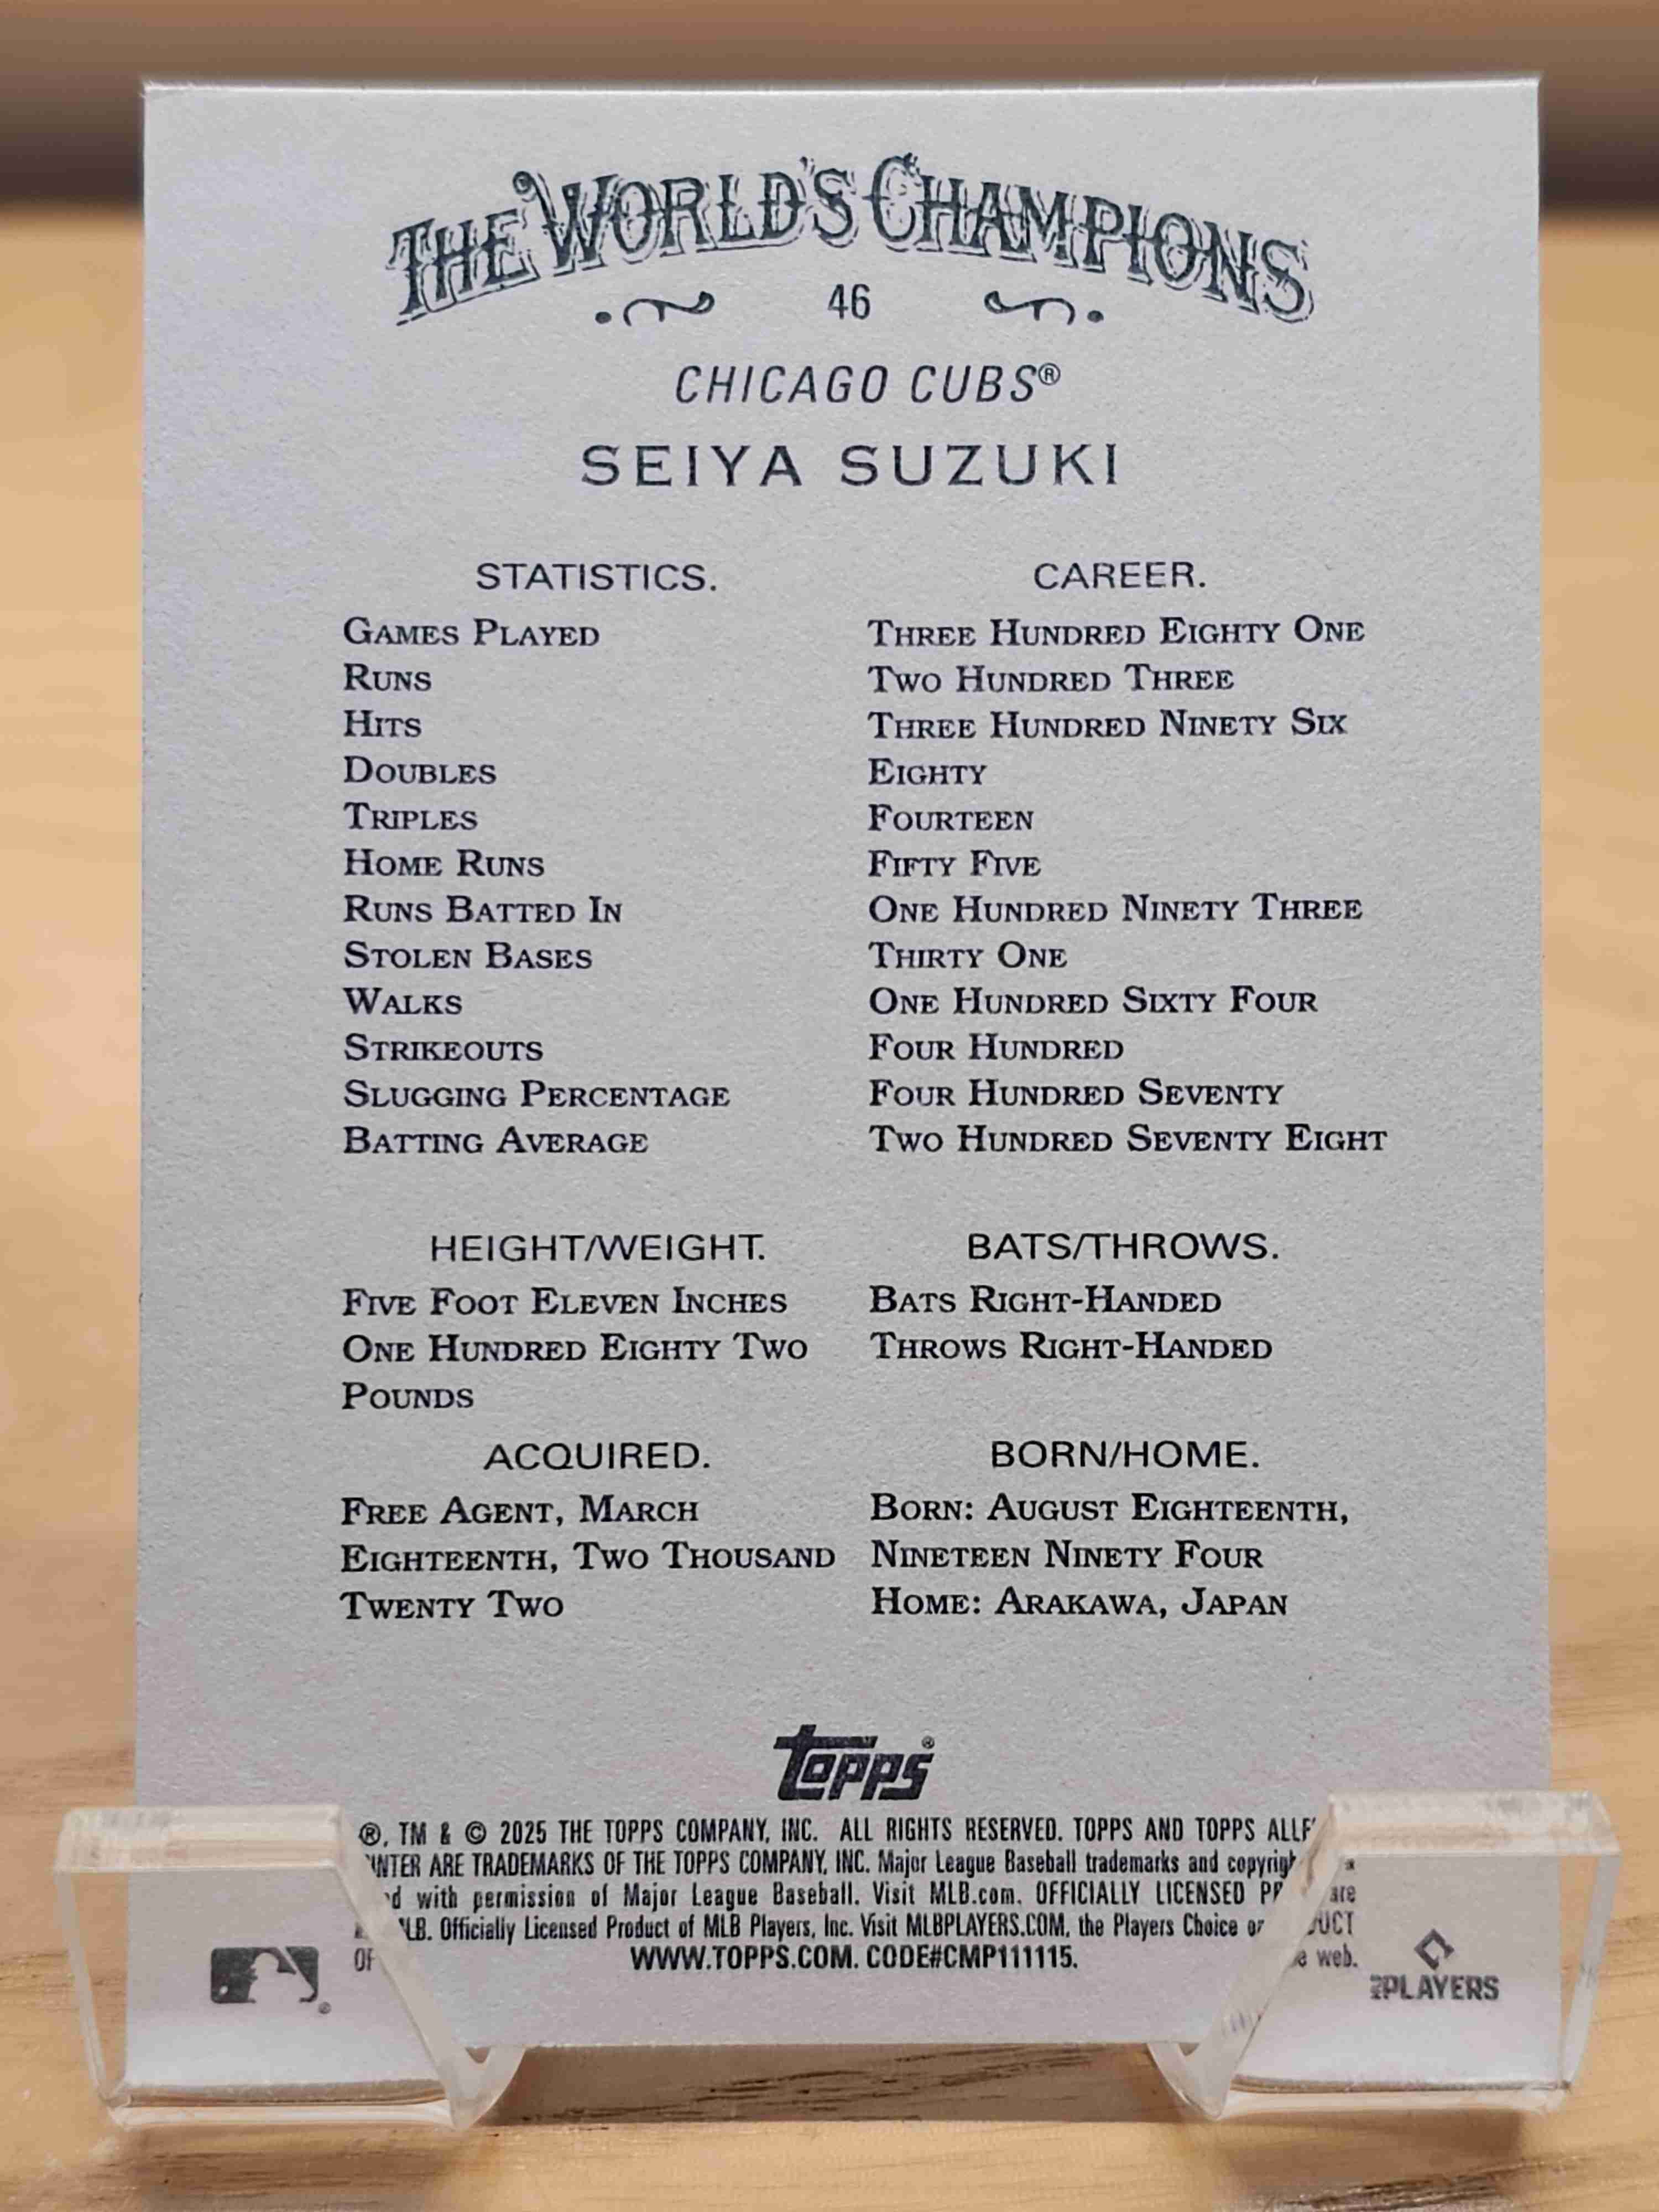 THE WORLD'S CHAMPIONS
46
CHICAGO CUBS®
SEIYA SUZUKI
STATISTICS. CAREER.
GAMES PLAYED THREE HUNDRED EIGHTY ONE
RUNS TWO HUNDRED THREE
HITS THREE HUNDRED NINETY SIX
DOUBLES EIGHTY
TRIPLES FOURTEEN
HOME RUNS FIFTY FIVE
RUNS BATTED IN ONE HUNDRED NINETY THREE
STOLEN BASES THIRTY ONE
WALKS ONE HUNDRED SIXTY FOUR
STRIKEOUTS FOUR HUNDRED
SLUGGING PERCENTAGE FOUR HUNDRED SEVENTY
BATTING AVERAGE TWO HUNDRED SEVENTY EIGHT
HEIGHT/WEIGHT.
FIVE FOOT ELEVEN INCHES
ONE HUNDRED EIGHTY TWO
POUNDS
BATS/THROWS.
BATS RIGHT-HANDED
THROWS RIGHT-HANDED
ACQUIRED.
FREE AGENT, MARCH
EIGHTEENTH, TWO THOUSAND
TWENTY TWO
BORN/HOME.
BORN: AUGUST EIGHTEENTH,
NINETEEN NINETY FOUR
HOME: ARAKAWA, JAPAN
topps®
®, TM & © 2025 THE TOPPS COMPANY, INC. ALL RIGHTS RESERVED. TOPPS AND TOPPS
ARE TRADEMARKS OF THE TOPPS COMPANY, INC. Major League Baseball trademarks and
with permission of Major League Baseball. Visit MLB.com. OFFICIALLY LICENSED are
Officially Licensed Product of MLB Players, Inc. Visit MLBPLAYERS.COM, the Players Choice
web.
WWW.TOPPS.COM. CODE#CMP111115.
PLAYERS